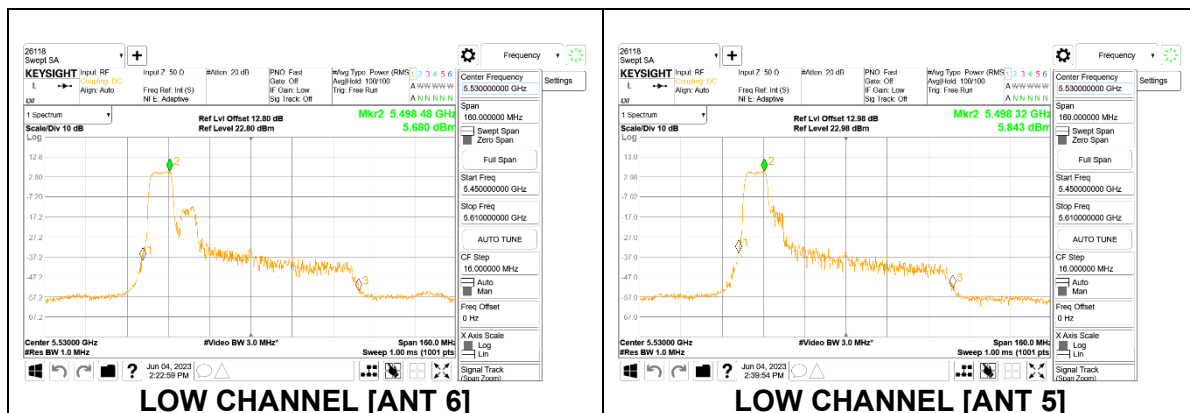 26118
Swept SA
+
Frequency
KEYSIGHT
Input: RF
Coupling: DC
Align: Auto
Input Z: 50 Ω
Freq Ref: Int (S)
NFE: Adaptive
#Atten: 20 dB
PNO: Fast
Gate: Off
IF Gain: Low
Sig Track: Off
#Avg Type: Power (RMS
Avg|Hold: 100/100
Trig: Free Run
1 2 3 4 5 6
A W W W W W
A N N N N N
Center Frequency
5.530000000 GHz
Settings
Span
160.000000 MHz
Swept Span
Zero Span
Full Span
Start Freq
5.450000000 GHz
Stop Freq
5.610000000 GHz
AUTO TUNE
CF Step
16.000000 MHz
Auto
Man
Freq Offset
0 Hz
X Axis Scale
Log
Lin
Signal Track
(Span Zoom)
1 Spectrum
Scale/Div 10 dB
Log
Ref Lvl Offset 12.80 dB
Ref Level 22.80 dBm
Mkr2 5.498 48 GHz
5.680 dBm
12.8
2.80
-7.20
-17.2
-27.2
-37.2
-47.2
-57.2
-67.2
1
2
3
Center 5.53000 GHz
#Res BW 1.0 MHz
#Video BW 3.0 MHz*
Span 160.0 MHz
Sweep 1.00 ms (1001 pts)
?
Jun 04, 2023
2:22:59 PM
LOW CHANNEL [ANT 6]
26118
Swept SA
+
Frequency
KEYSIGHT
Input: RF
Coupling: DC
Align: Auto
Input Z: 50 Ω
Freq Ref: Int (S)
NFE: Adaptive
#Atten: 20 dB
PNO: Fast
Gate: Off
IF Gain: Low
Sig Track: Off
#Avg Type: Power (RMS
Avg|Hold: 100/100
Trig: Free Run
1 2 3 4 5 6
A W W W W W
A N N N N N
Center Frequency
5.530000000 GHz
Settings
Span
160.000000 MHz
Swept Span
Zero Span
Full Span
Start Freq
5.450000000 GHz
Stop Freq
5.610000000 GHz
AUTO TUNE
CF Step
16.000000 MHz
Auto
Man
Freq Offset
0 Hz
X Axis Scale
Log
Lin
Signal Track
(Span Zoom)
1 Spectrum
Scale/Div 10 dB
Log
Ref Lvl Offset 12.98 dB
Ref Level 22.98 dBm
Mkr2 5.498 32 GHz
5.843 dBm
13.0
2.98
-7.02
-17.0
-27.0
-37.0
-47.0
-57.0
-67.0
1
2
3
Center 5.53000 GHz
#Res BW 1.0 MHz
#Video BW 3.0 MHz*
Span 160.0 MHz
Sweep 1.00 ms (1001 pts)
?
Jun 04, 2023
2:39:54 PM
LOW CHANNEL [ANT 5]